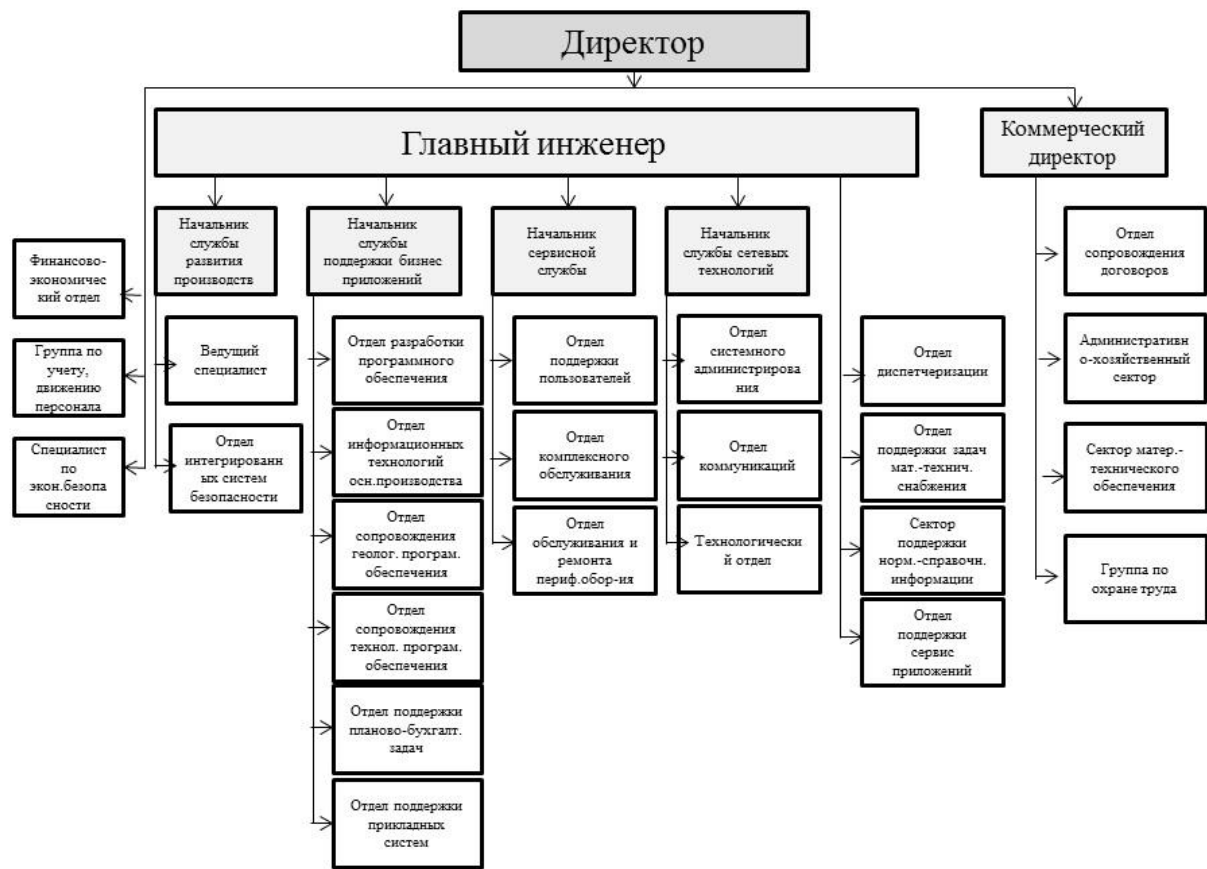 Директор
Главный инженер
Коммерческий
директор
Финансово-
экономичес
кий отдел
Группа по
учету,
движению
персонала
Специалист
по
экон.безопа
сности
Начальник
службы
развития
производств
Ведущий
специалист
Отдел
интегрированн
ых систем
безопасности
Начальник
службы
поддержки бизнес
приложений
Отдел разработки
программного
обеспечения
Отдел
информационных
технологий
осн.производства
Отдел
сопровождения
геолог. програм.
обеспечения
Отдел
сопровождения
технол. програм.
обеспечения
Отдел поддержки
планово-бухгалт.
задач
Отдел поддержки
прикладных
систем
Начальник
сервисной
службы
Отдел
поддержки
пользователей
Отдел
комплексного
обслуживания
Отдел
обслуживания и
ремонта
периф.обор-ия
Начальник
службы сетевых
технологий
Отдел
системного
администрирова
ния
Отдел
коммуникаций
Технологически
й отдел
Отдел
диспетчеризации
Отдел
поддержки задач
мат.-технич.
снабжения
Сектор
поддержки
норм.-справочн.
информации
Отдел
поддержки
сервис
приложений
Отдел
сопровождения
договоров
Административн
о-хозяйственный
сектор
Сектор матер.-
технического
обеспечения
Группа по
охране труда